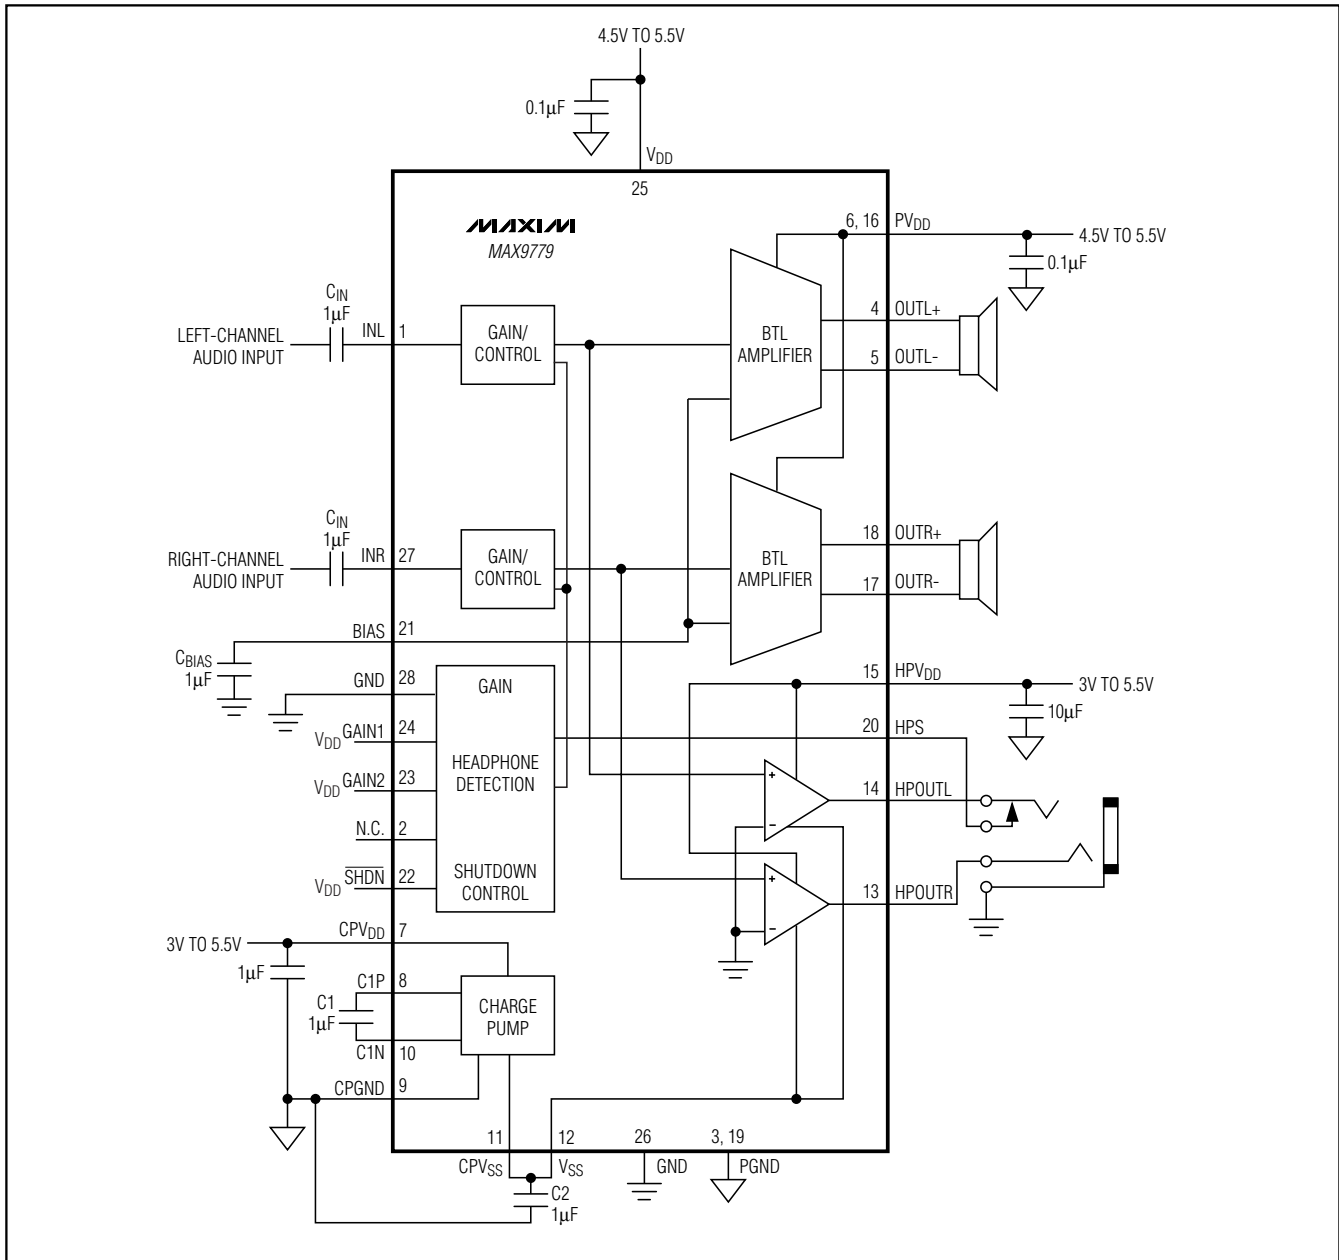 4.5V TO 5.5V
0.1μF
VDD
25
MAXIM
MAX9779
6, 16
PVDD
4.5V TO 5.5V
0.1μF
CIN
1μF
LEFT-CHANNEL
AUDIO INPUT
INL
1
GAIN/
CONTROL
BTL
AMPLIFIER
4
OUTL+
5
OUTL-
CIN
1μF
RIGHT-CHANNEL
AUDIO INPUT
INR
27
GAIN/
CONTROL
BTL
AMPLIFIER
18
OUTR+
17
OUTR-
BIAS
21
CBIAS
1μF
GND
28
GAIN
15
HPVDD
3V TO 5.5V
10μF
VDD
GAIN1
24
20
HPS
HEADPHONE
DETECTION
VDD
GAIN2
23
+
-
14
HPOUTL
N.C.
2
VDD
SHDN
22
SHUTDOWN
CONTROL
+
-
13
HPOUTR
3V TO 5.5V
CPVDD
7
1μF
C1P
8
C1
1μF
CHARGE
PUMP
C1N
10
CPGND
9
11
12
26
3, 19
CPVSS
VSS
GND
PGND
C2
1μF